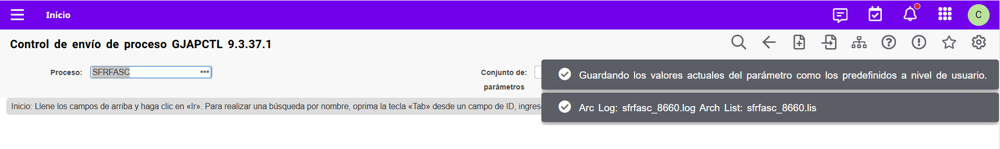 Inicio
C
Control de envío de proceso GJAPCTL 9.3.37.1
Proceso: SFRFASC
Conjunto de:
parámetros
Guardando los valores actuales del parámetro como los predefinidos a nivel de usuario.
Inicio: Llene los campos de arriba y haga clic en «Ir». Para realizar una búsqueda por nombre, oprima la tecla «Tab» desde un campo de ID,
Arc Log: sfrfasc_8660.log Arch List: sfrfasc_8660.lis